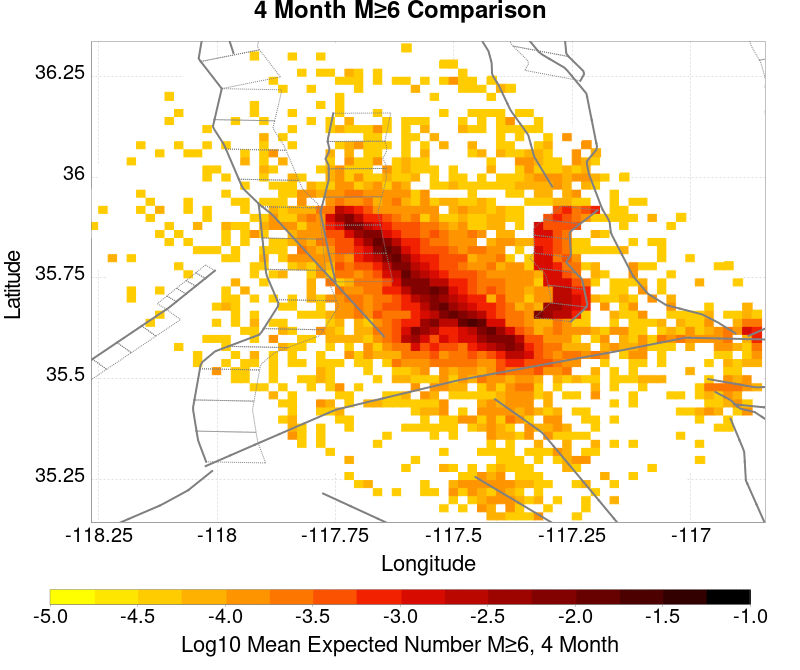 4 Month M≥6 Comparison
36.25
36
35.75
35.5
35.25
Latitude
-118.25 -118 -117.75 -117.5 -117.25 -117
Longitude
-5.0 -4.5 -4.0 -3.5 -3.0 -2.5 -2.0 -1.5 -1.0
Log10 Mean Expected Number M≥6, 4 Month